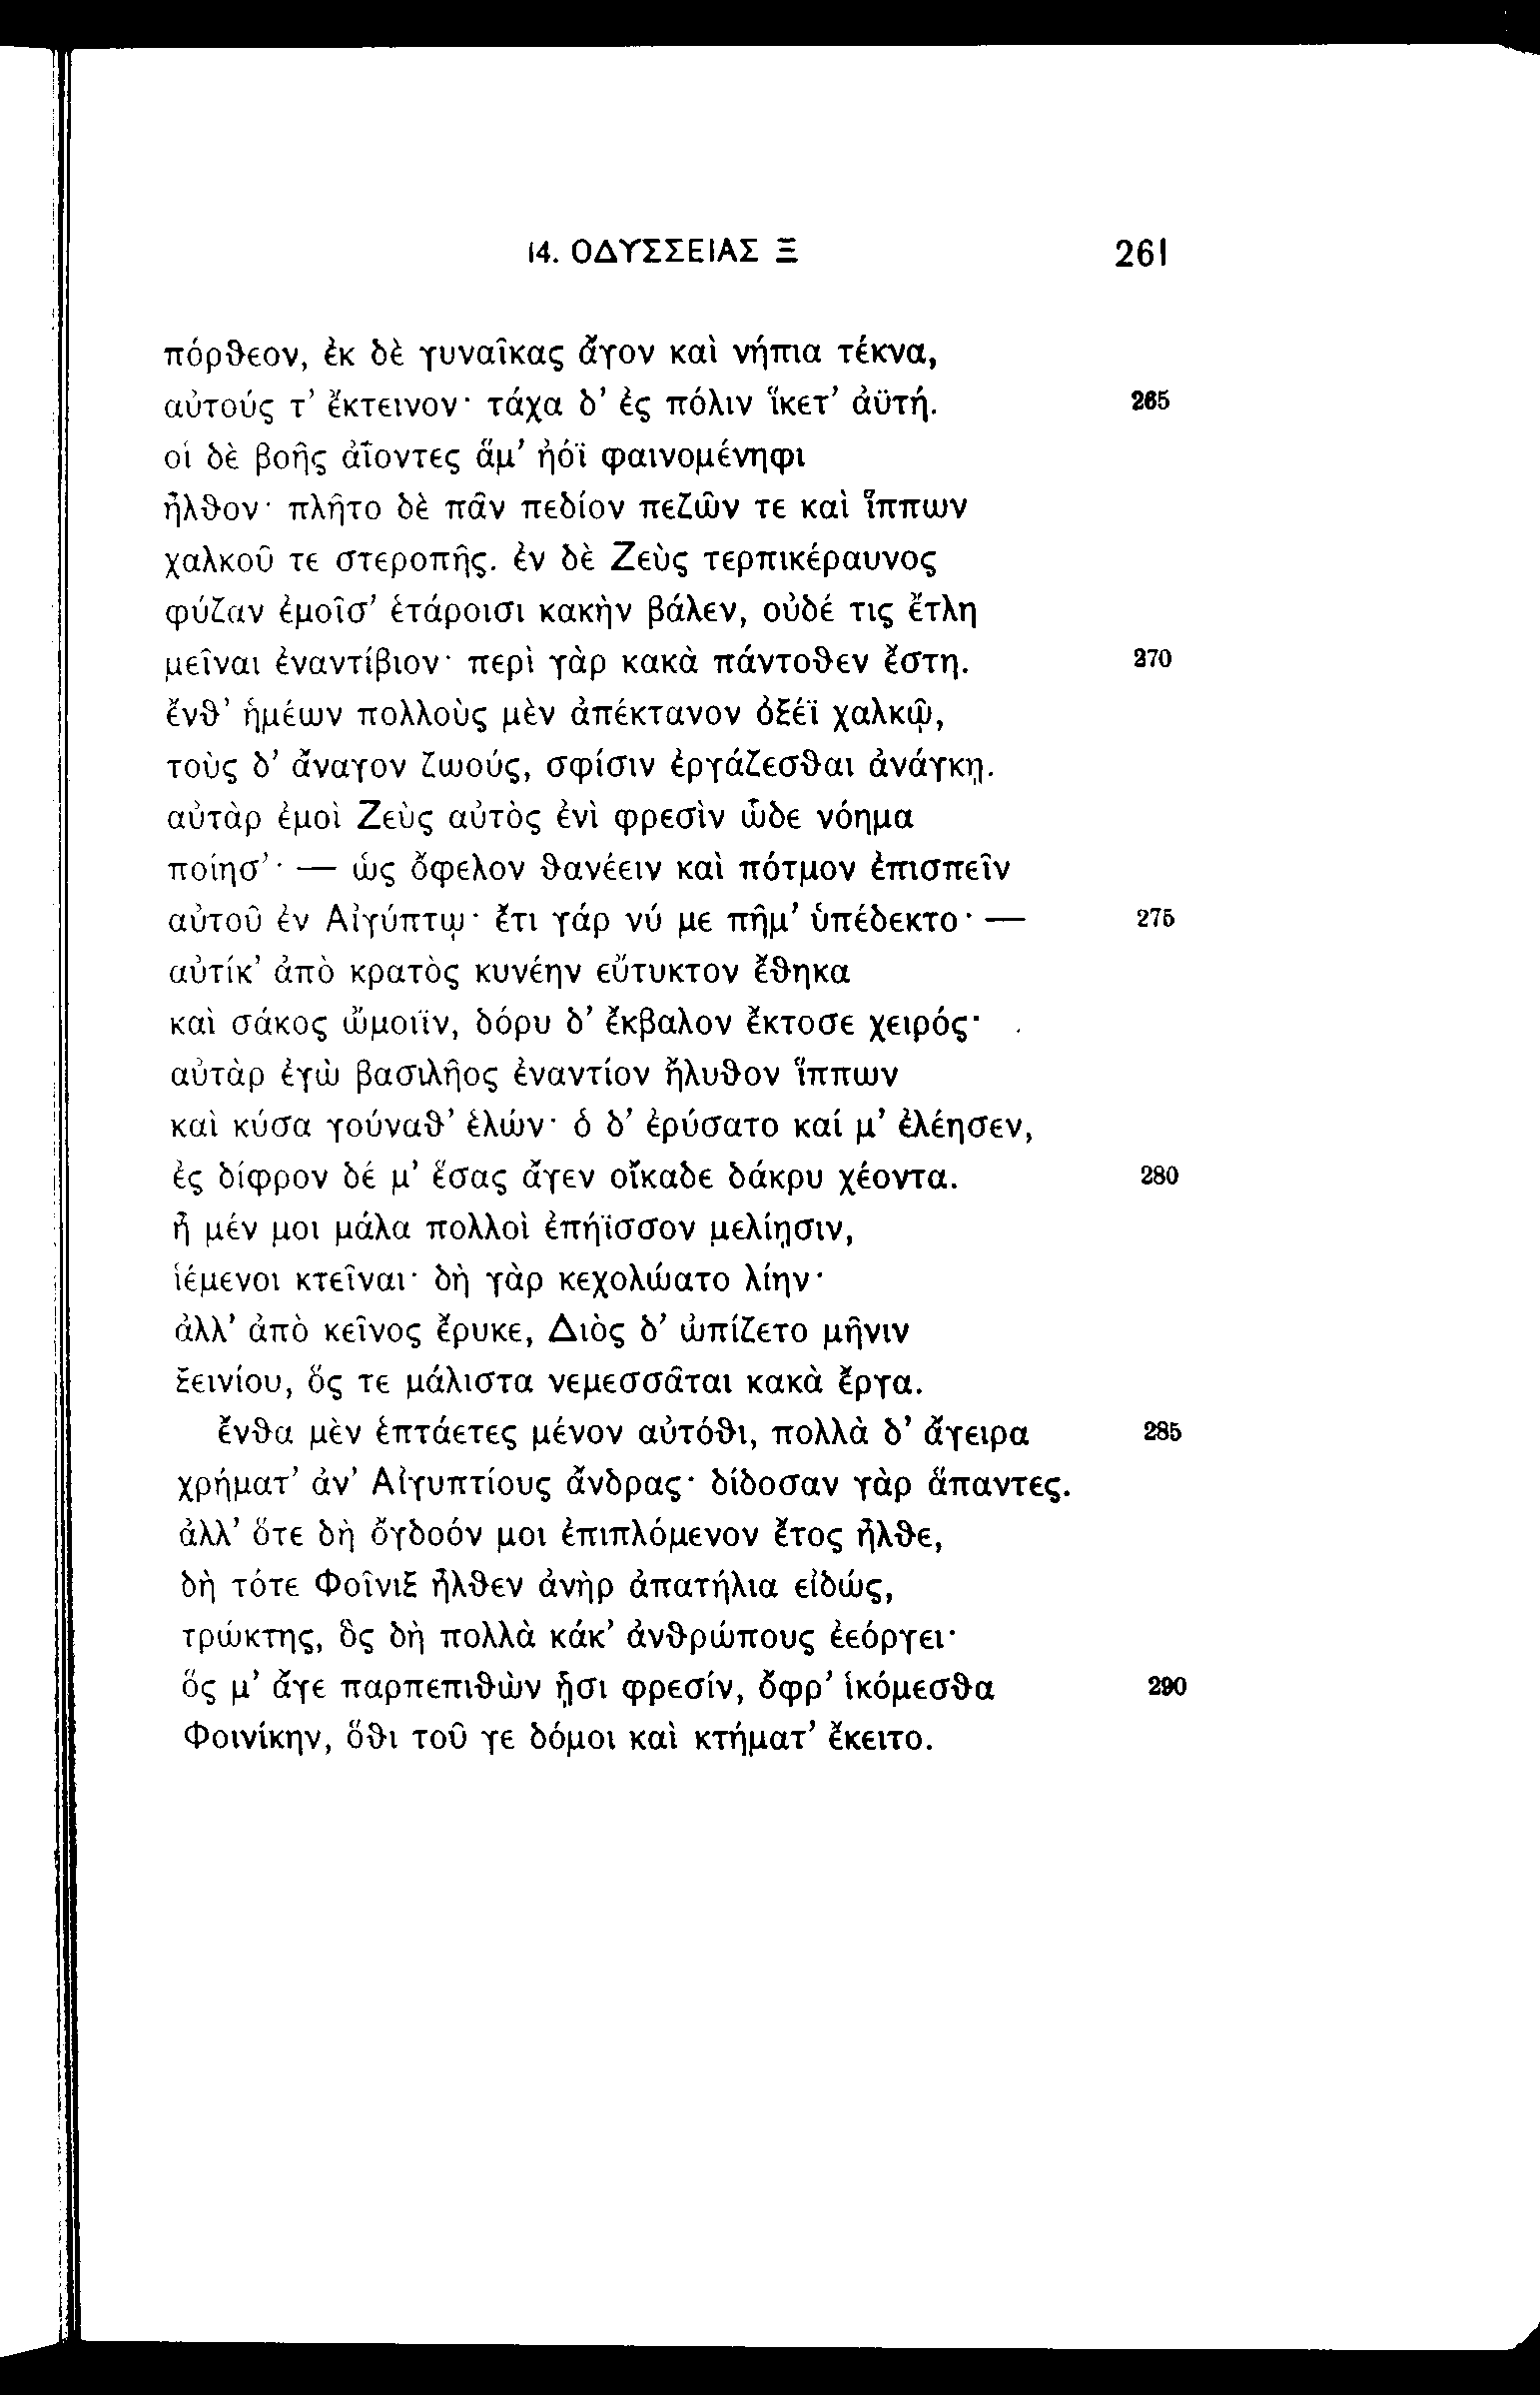 14. ΟΔΥΣΣΕΙΑΣ Ξ 261
πόρθεον, ἐκ δὲ γυναῖκας ἄγον καὶ νήπια τέκνα,
αὐτούς τ’ ἔκτεινον· τάχα δ’ ἐς πόλιν ἵκετ’ ἀϋτή. 265
οἱ δὲ βοῆς ἀΐοντες ἅμ’ ἠόϊ φαινομένηφι
ἦλθον· πλῆτο δὲ πᾶν πεδίον πεζῶν τε καὶ ἵππων
χαλκοῦ τε στεροπῆς. ἐν δὲ Ζεὺς τερπικέραυνος
φύζαν ἐμοῖσ’ ἑτάροισι κακὴν βάλεν, οὐδέ τις ἔτλη
μεῖναι ἐναντίβιον· περὶ γὰρ κακὰ πάντοθεν ἔστη. 270
ἔνθ’ ἡμέων πολλοὺς μὲν ἀπέκτανον ὀξέϊ χαλκῷ,
τοὺς δ’ ἄναγον ζωούς, σφίσιν ἐργάζεσθαι ἀνάγκῃ.
αὐτὰρ ἐμοὶ Ζεὺς αὐτὸς ἐνὶ φρεσὶν ὧδε νόημα
ποίησ’· — ὡς ὄφελον θανέειν καὶ πότμον ἐπισπεῖν
αὐτοῦ ἐν Αἰγύπτῳ· ἔτι γάρ νύ με πῆμ’ ὑπέδεκτο· — 275
αὐτίκ’ ἀπὸ κρατὸς κυνέην εὔτυκτον ἔθηκα
καὶ σάκος ὤμοιϊν, δόρυ δ’ ἔκβαλον ἔκτοσε χειρός·
αὐτὰρ ἐγὼ βασιλῆος ἐναντίον ἤλυθον ἵππων
καὶ κύσα γούναθ’ ἑλών· ὁ δ’ ἐρύσατο καί μ’ ἐλέησεν,
ἐς δίφρον δέ μ’ ἕσας ἄγεν οἴκαδε δάκρυ χέοντα. 280
ἦ μέν μοι μάλα πολλοὶ ἐπήϊσσον μελίῃσιν,
ἱέμενοι κτεῖναι· δὴ γὰρ κεχολώατο λίην·
ἀλλ’ ἀπὸ κεῖνος ἔρυκε, Διὸς δ’ ὠπίζετο μῆνιν
ξεινίου, ὅς τε μάλιστα νεμεσσᾶται κακὰ ἔργα.
ἔνθα μὲν ἑπτάετες μένον αὐτόθι, πολλὰ δ’ ἄγειρα 285
χρήματ’ ἀν’ Αἰγυπτίους ἄνδρας· δίδοσαν γὰρ ἅπαντες.
ἀλλ’ ὅτε δὴ ὄγδοόν μοι ἐπιπλόμενον ἔτος ἦλθε,
δὴ τότε Φοῖνιξ ἦλθεν ἀνὴρ ἀπατήλια εἰδώς,
τρώκτης, ὃς δὴ πολλὰ κάκ’ ἀνθρώπους ἐεόργει·
ὅς μ’ ἄγε παρπεπιθὼν ᾗσι φρεσίν, ὄφρ’ ἱκόμεσθα 290
Φοινίκην, ὅθι τοῦ γε δόμοι καὶ κτήματ’ ἔκειτο.